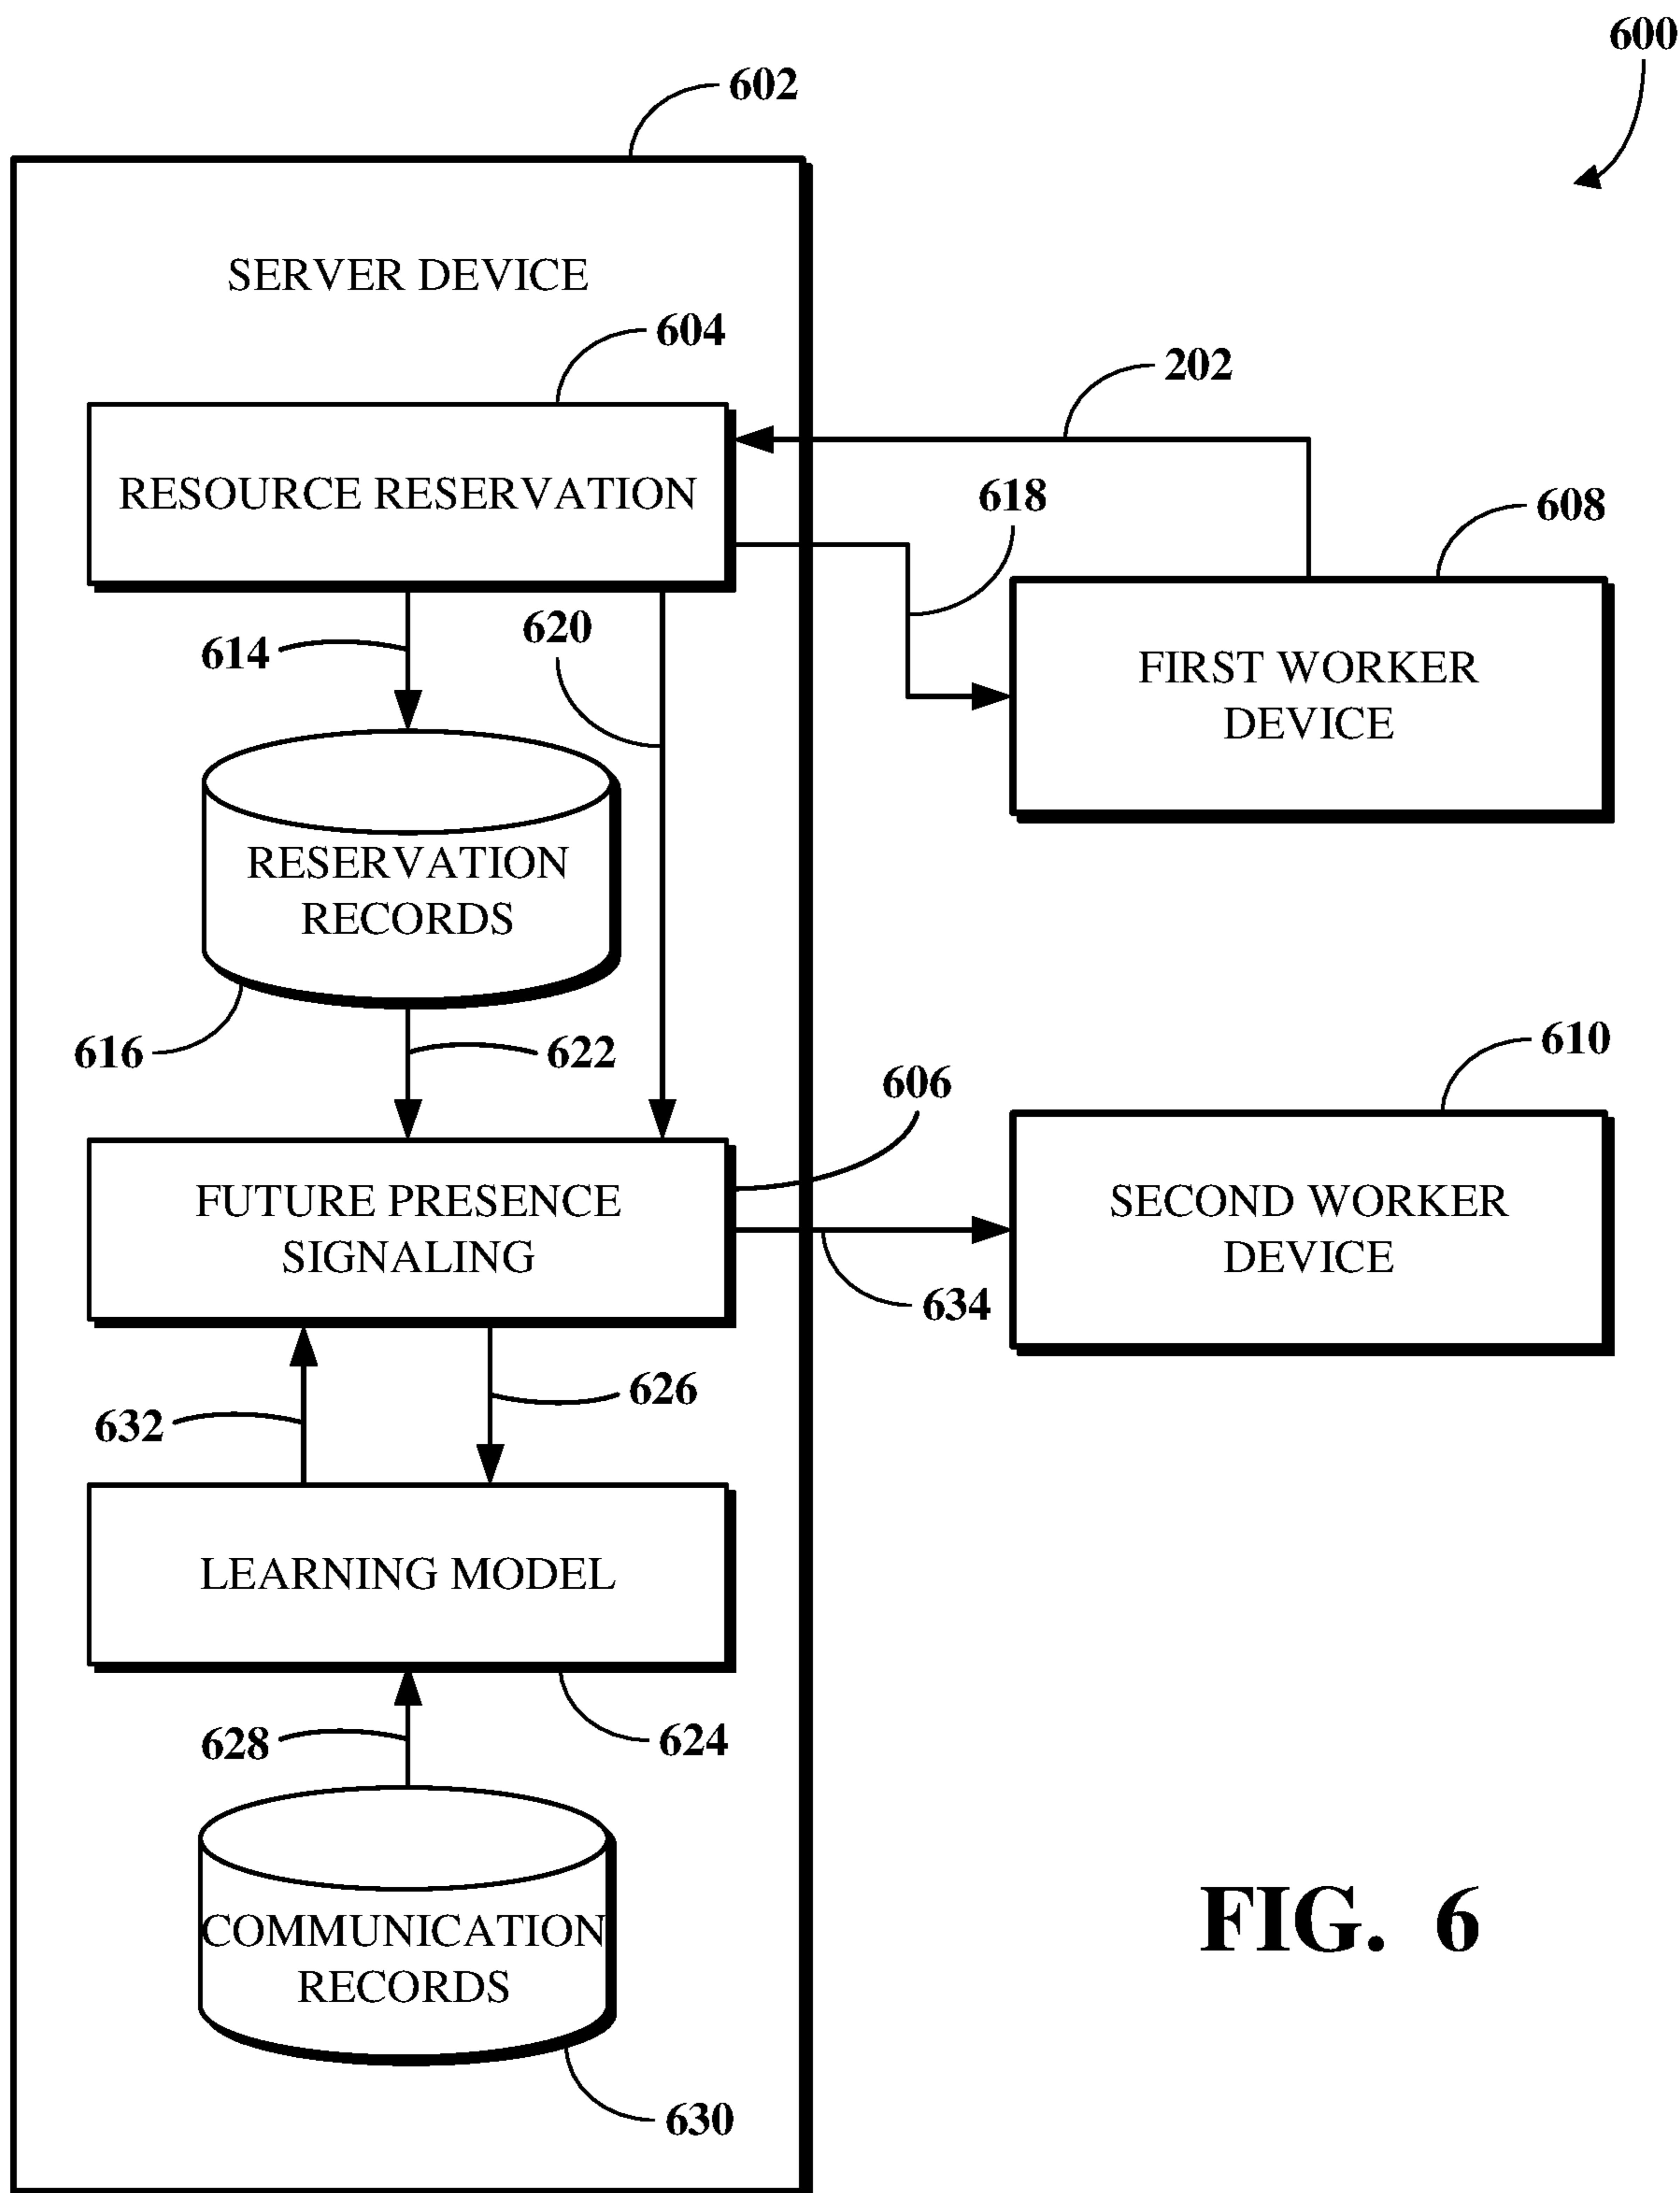 600
602
SERVER DEVICE
604
202
RESOURCE RESERVATION
618
608
614
620
FIRST WORKER
DEVICE
RESERVATION
RECORDS
616
622
610
606
FUTURE PRESENCE
SIGNALING
SECOND WORKER
DEVICE
634
626
632
LEARNING MODEL
628
624
COMMUNICATION
RECORDS
FIG. 6
630